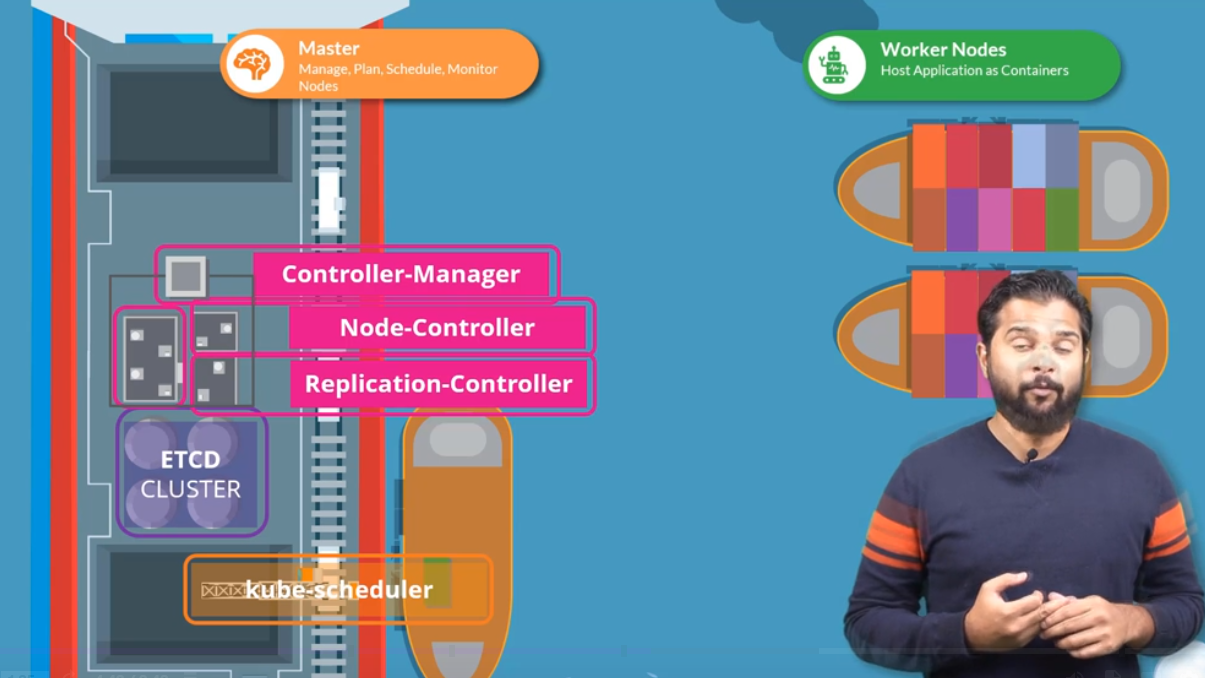 Master
Manage, Plan, Schedule, Monitor
Nodes
Worker Nodes
Host Application as Containers
Controller-Manager
Node-Controller
Replication-Controller
ETCD
CLUSTER
kube-scheduler